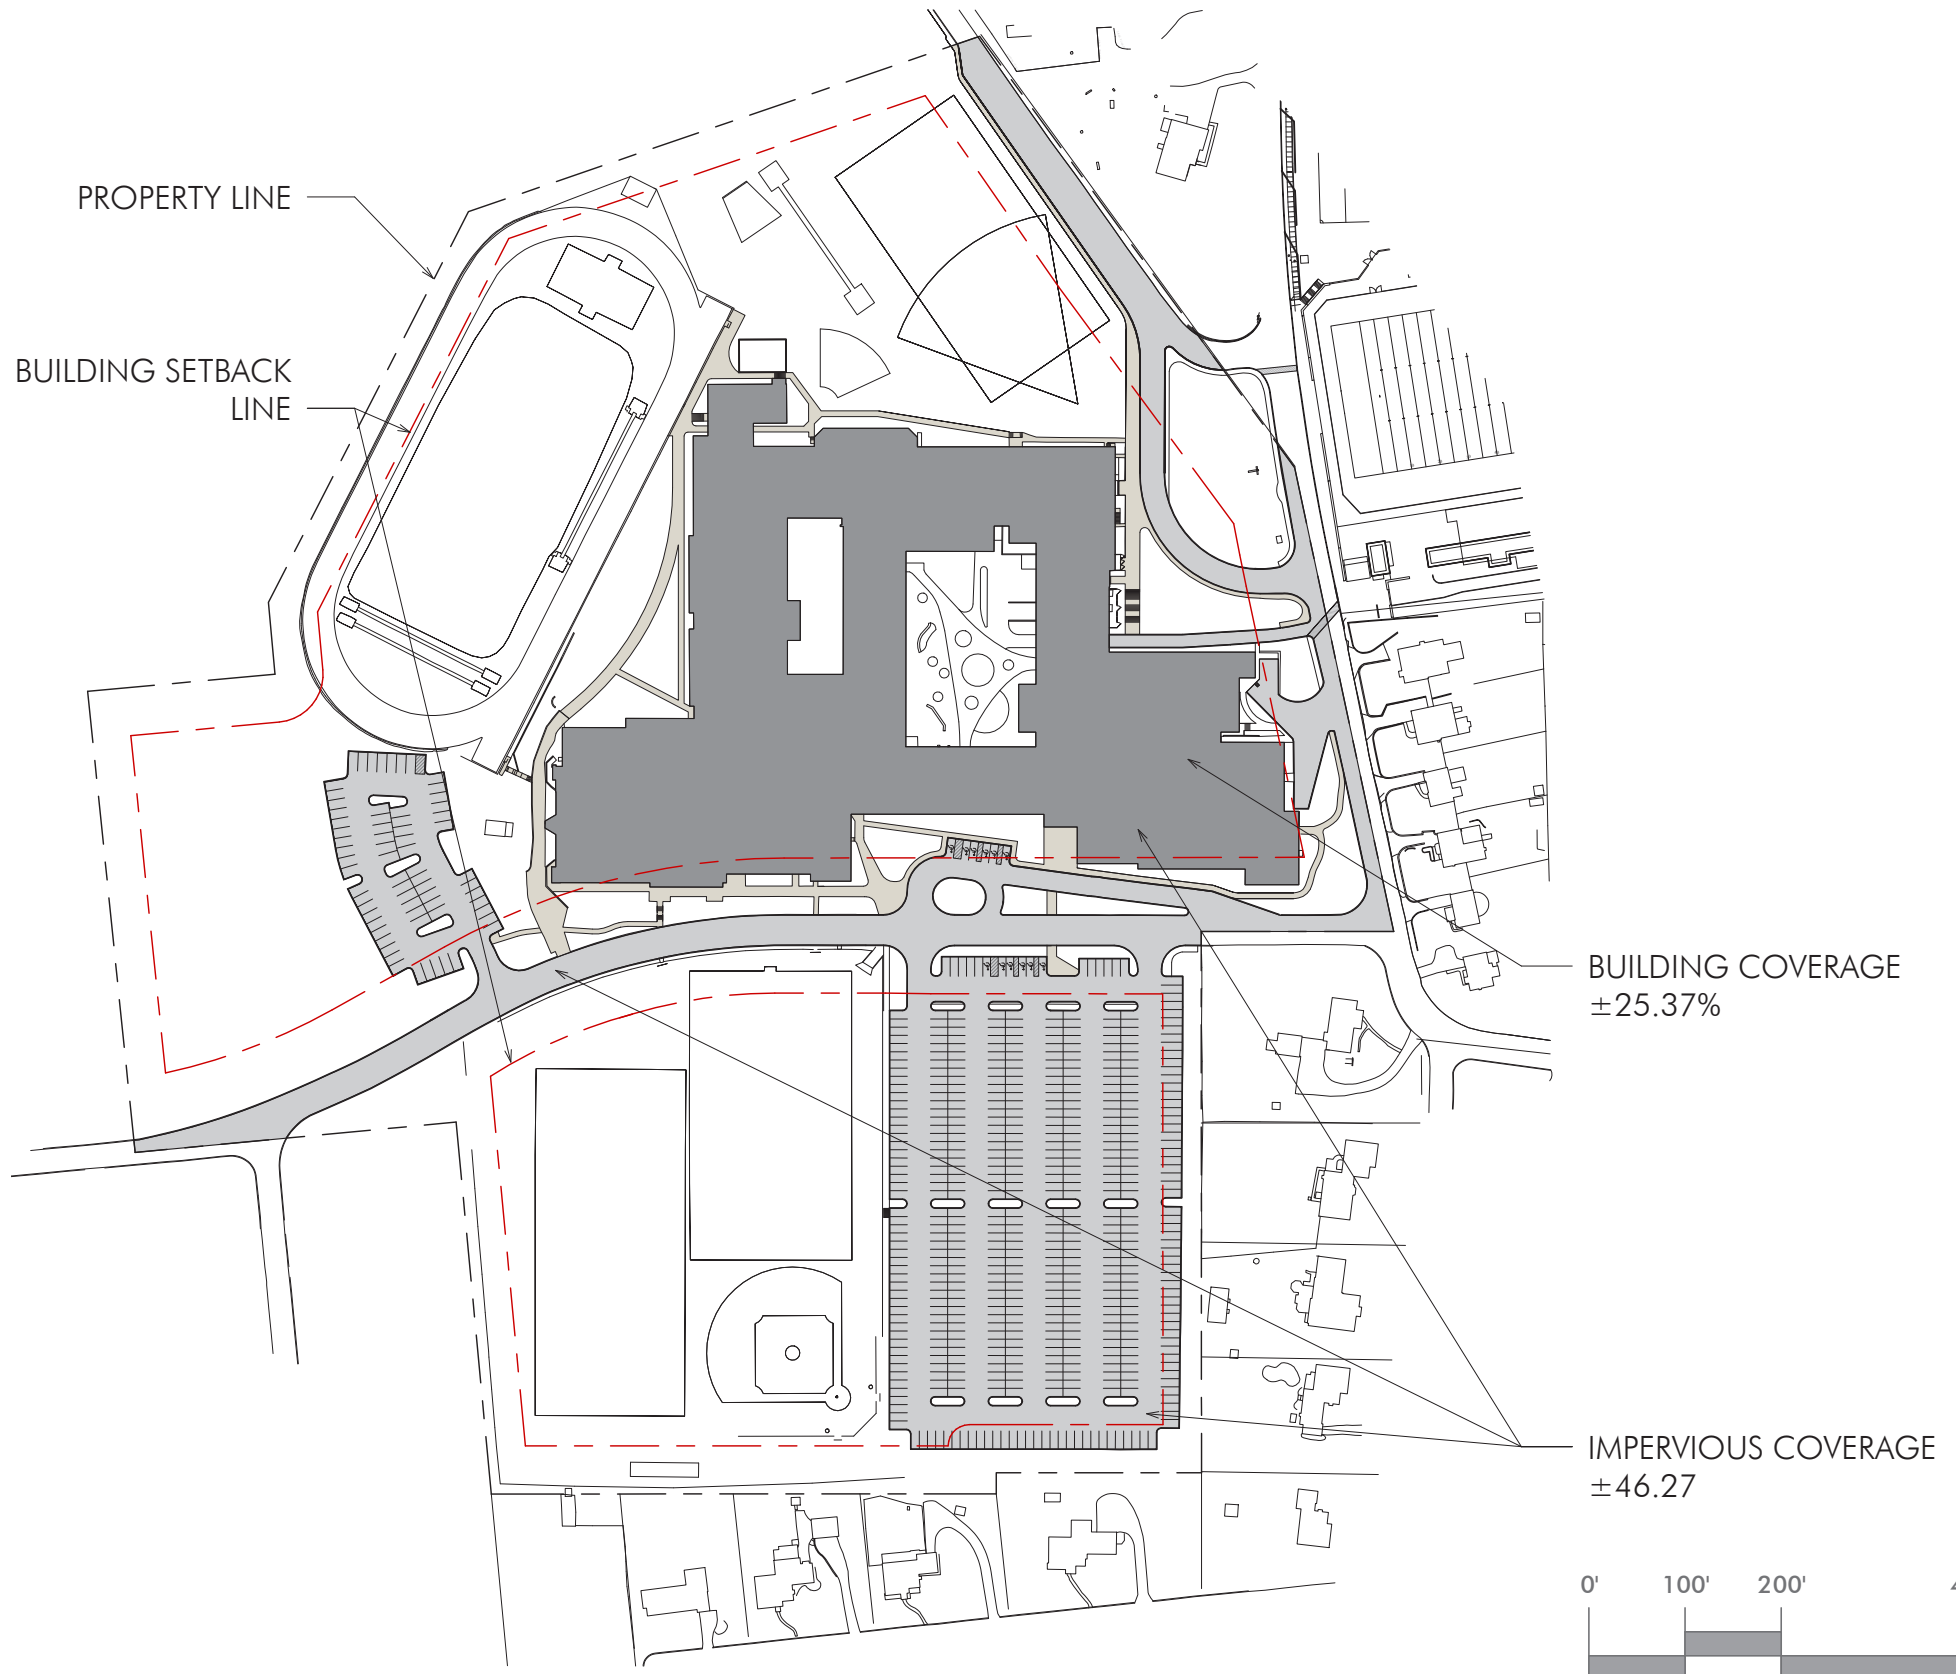 PROPERTY LINE
BUILDING SETBACK
LINE
BUILDING COVERAGE
±25.37%
IMPERVIOUS COVERAGE
±46.27
0' 100' 200'